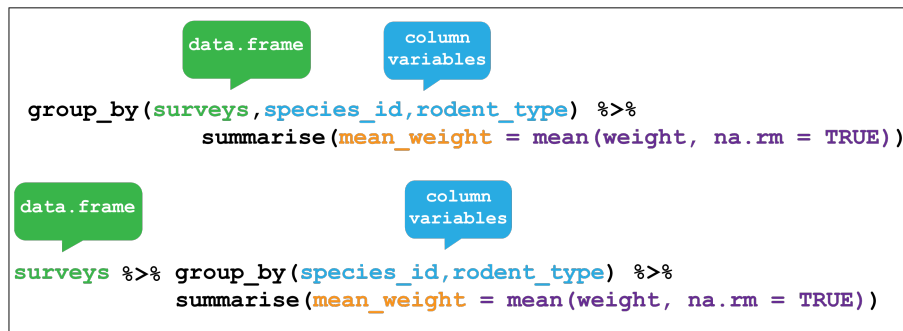 data.frame
column
variables
group_by(surveys,species_id,rodent_type) %>%
summarise(mean_weight = mean(weight, na.rm = TRUE))
data.frame
column
variables
surveys %>% group_by(species_id,rodent_type) %>%
summarise(mean_weight = mean(weight, na.rm = TRUE))